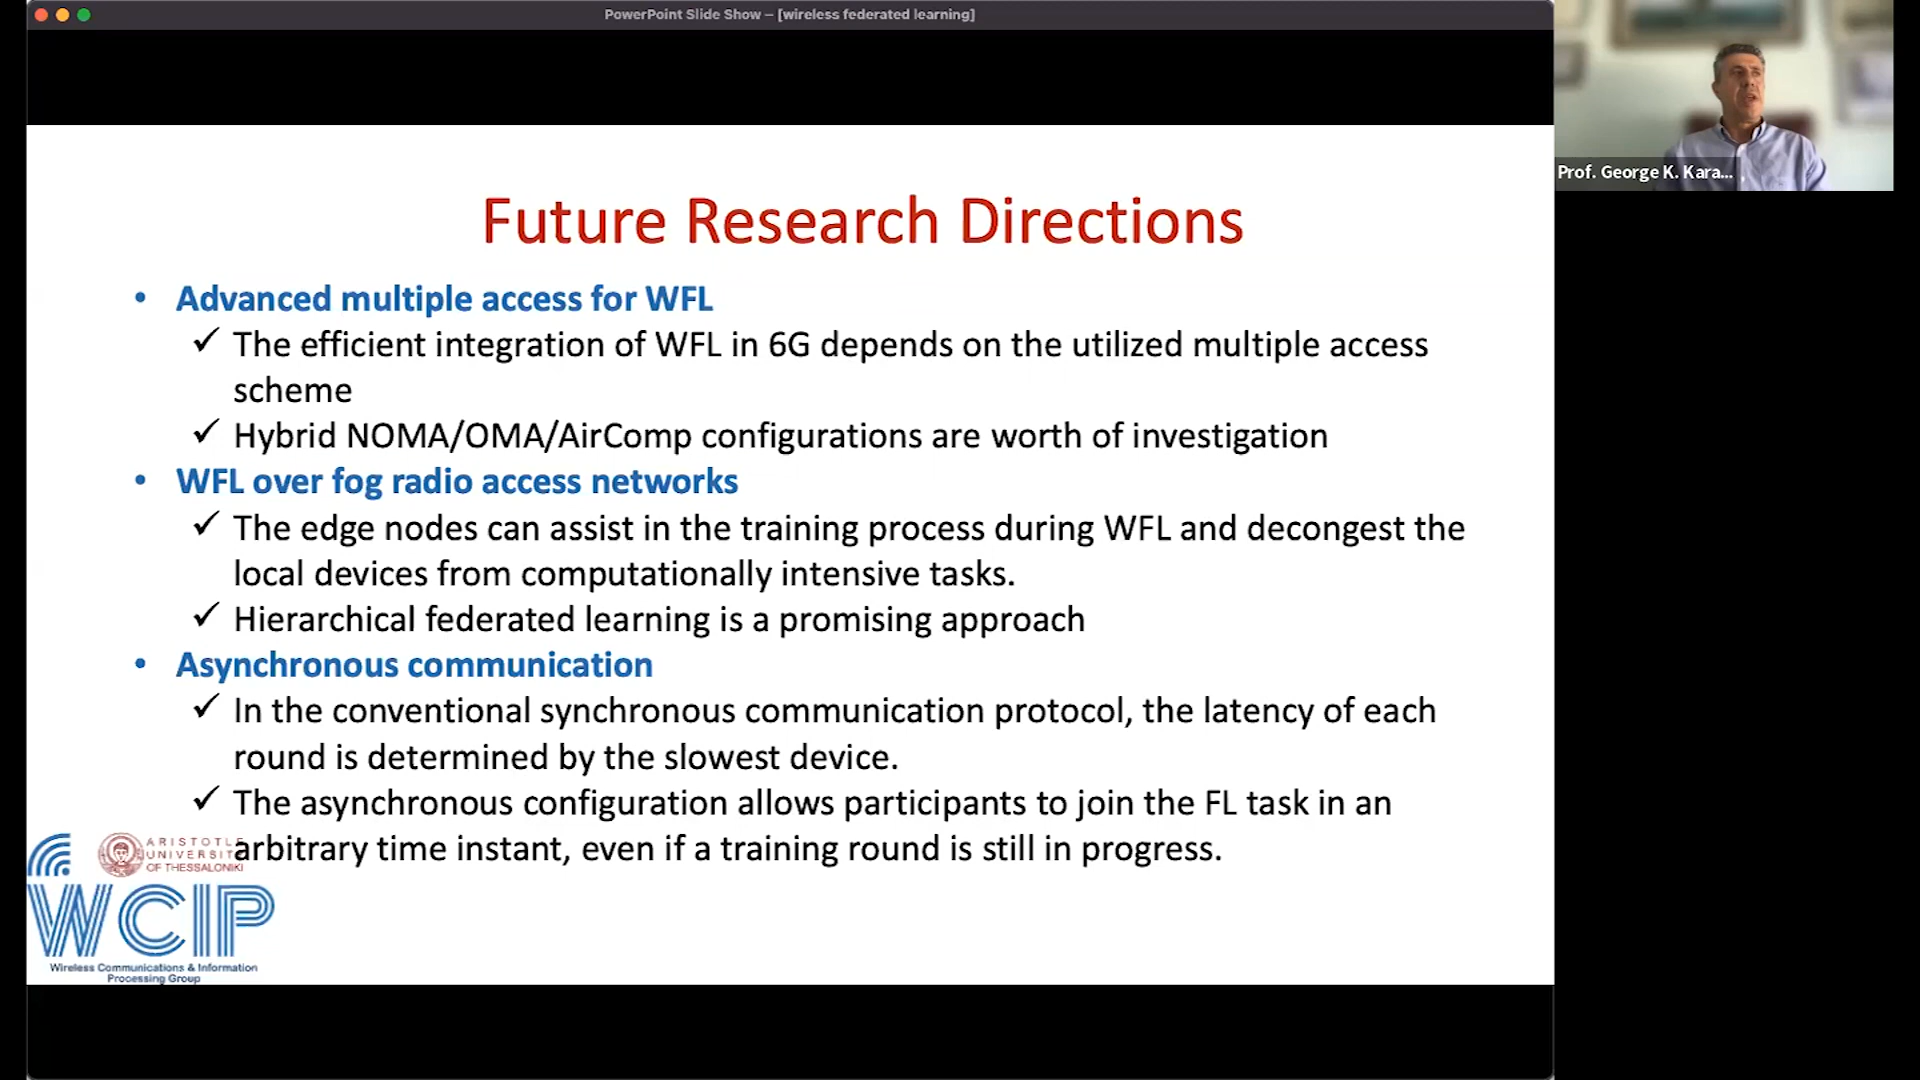 PowerPoint Slide Show – [wireless federated learning]
Prof. George K. Kara...
Future Research Directions
• Advanced multiple access for WFL
✓ The efficient integration of WFL in 6G depends on the utilized multiple access
scheme
✓ Hybrid NOMA/OMA/AirComp configurations are worth of investigation
• WFL over fog radio access networks
✓ The edge nodes can assist in the training process during WFL and decongest the
local devices from computationally intensive tasks.
✓ Hierarchical federated learning is a promising approach
• Asynchronous communication
✓ In the conventional synchronous communication protocol, the latency of each
round is determined by the slowest device.
✓ The asynchronous configuration allows participants to join the FL task in an
arbitrary time instant, even if a training round is still in progress.
ARISTOTLE
UNIVERSITY
OF THESSALONIKI
WCIP
Wireless Communications & Information
Processing Group